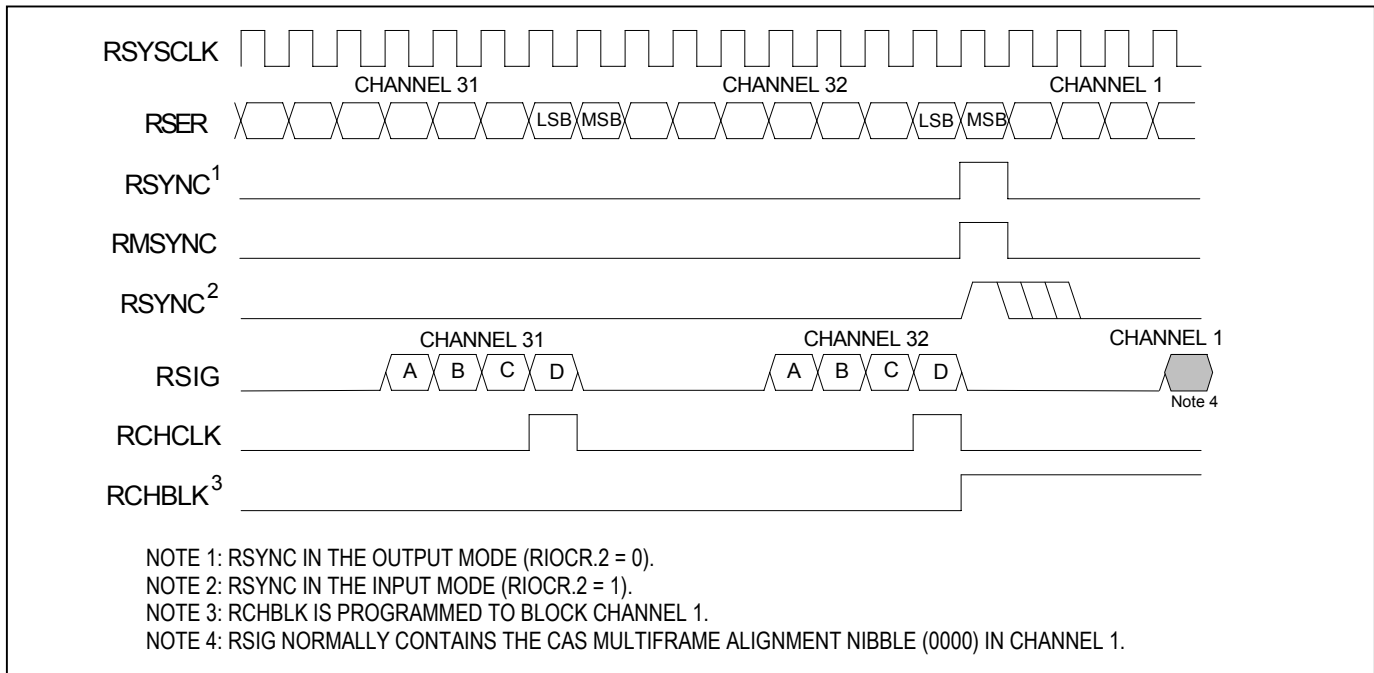 RSYSCLK
CHANNEL 31 CHANNEL 32 CHANNEL 1
RSER LSB MSB LSB MSB
RSYNC¹
RMSYNC
RSYNC²
CHANNEL 31 CHANNEL 32 CHANNEL 1
RSIG A B C D A B C D
Note 4
RCHCLK
RCHBLK³
NOTE 1: RSYNC IN THE OUTPUT MODE (RIOCR.2 = 0).
NOTE 2: RSYNC IN THE INPUT MODE (RIOCR.2 = 1).
NOTE 3: RCHBLK IS PROGRAMMED TO BLOCK CHANNEL 1.
NOTE 4: RSIG NORMALLY CONTAINS THE CAS MULTIFRAME ALIGNMENT NIBBLE (0000) IN CHANNEL 1.